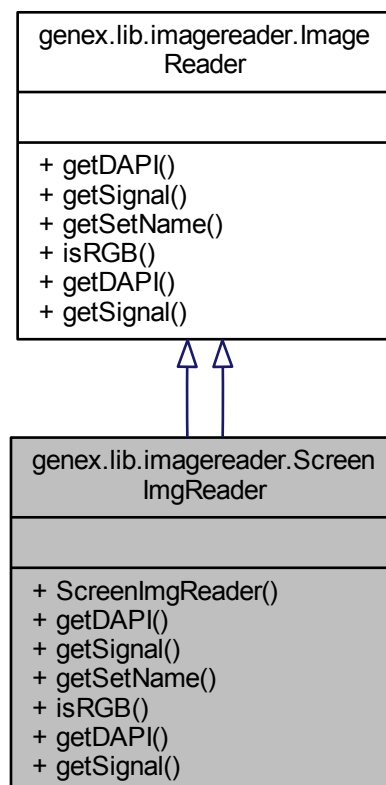 genex.lib.imagereader.Image
Reader
+ getDAPI()
+ getSignal()
+ getSetName()
+ isRGB()
+ getDAPI()
+ getSignal()
genex.lib.imagereader.Screen
ImgReader
+ ScreenImgReader()
+ getDAPI()
+ getSignal()
+ getSetName()
+ isRGB()
+ getDAPI()
+ getSignal()